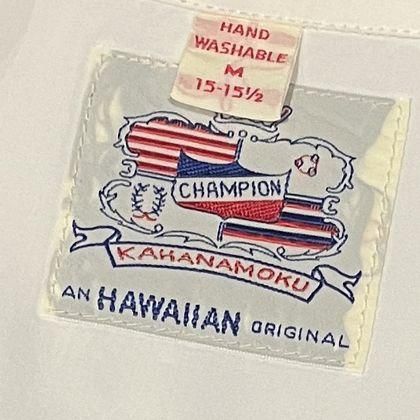 HAND
WASHABLE
M
15-15½
CHAMPION
KAHANAMOKU
AN HAWAIIAN ORIGINAL